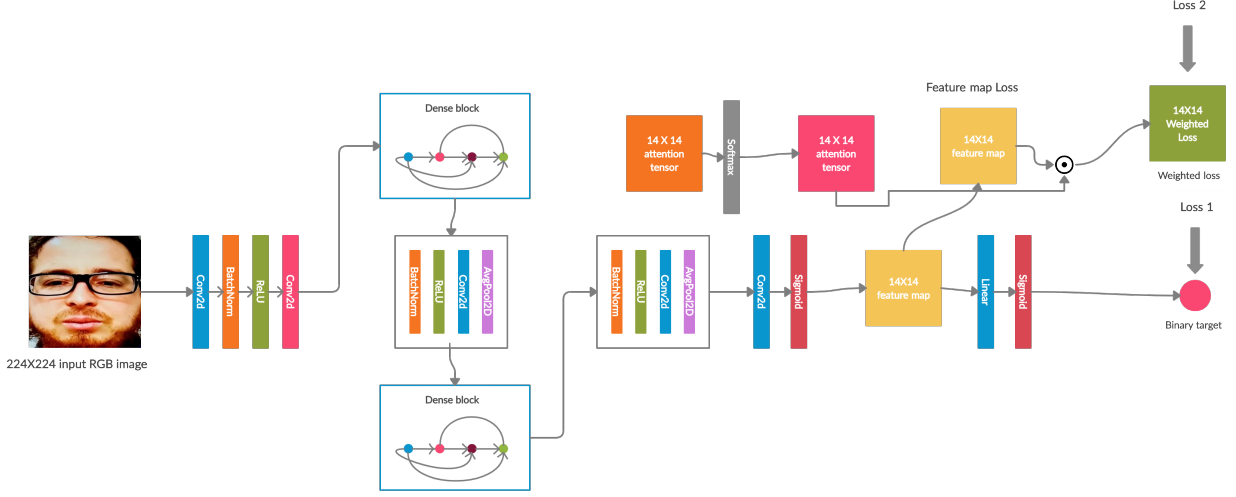 Loss 2
Feature map Loss
14X14
Weighted
Loss
14 X 14
attention
tensor
Softmax
14 X 14
attention
tensor
14X14
feature map
Weighted loss
Dense block
Loss 1
224X224 input RGB image
Conv2d
BatchNorm
ReLU
Conv2d
BatchNorm
ReLU
Conv2d
AvgPool2D
BatchNorm
ReLU
Conv2d
AvgPool2D
Conv2d
Sigmoid
14X14
feature map
Linear
Sigmoid
Binary target
Dense block